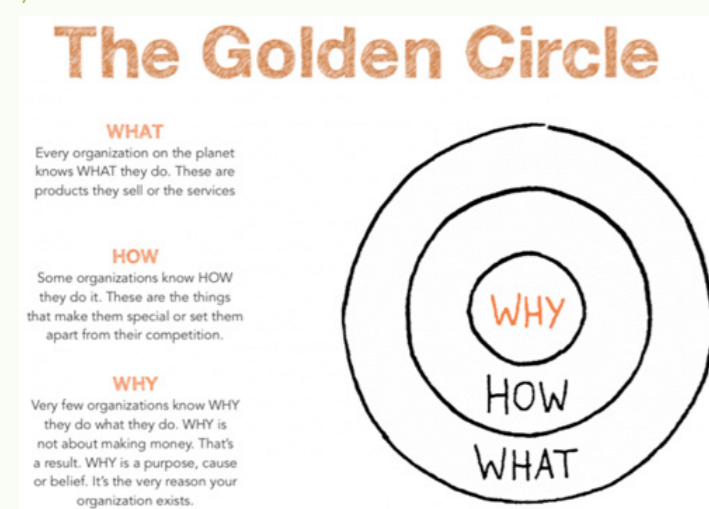 The Golden Circle
WHAT
Every organization on the planet
knows WHAT they do. These are
products they sell or the services
HOW
Some organizations know HOW
they do it. These are the things
that make them special or set them
apart from their competition.
WHY
Very few organizations know WHY
they do what they do. WHY is
not about making money. That's
a result. WHY is a purpose, cause
or belief. It's the very reason your
organization exists.
WHY
HOW
WHAT